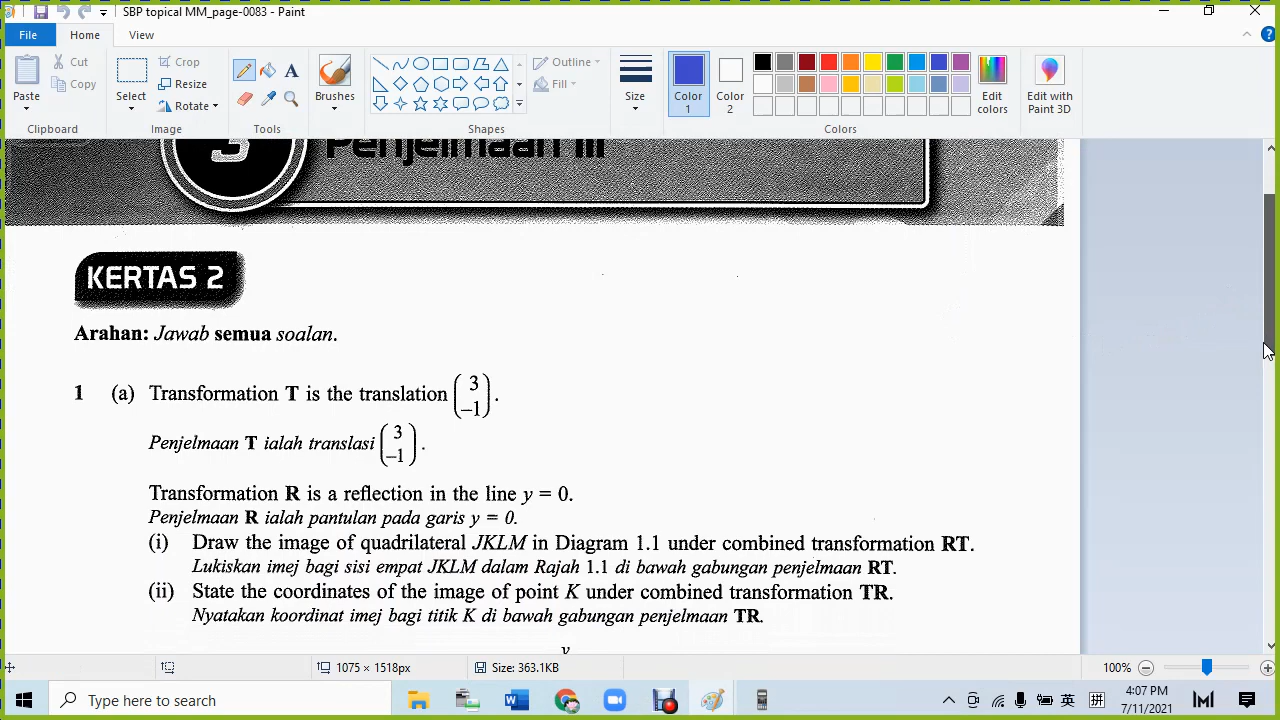 SBP topical MM_page-0083 - Paint
File Home View
Paste Cut Copy Clipboard
Select Crop Resize Rotate Image
Tools
Brushes
Shapes
Outline Fill
Size
Color 1
Color 2
Colors
Edit colors
Edit with Paint 3D
3 Penjelmaan III
KERTAS 2
Arahan: Jawab semua soalan.
1 (a) Transformation T is the translation (3 -1).
Penjelmaan T ialah translasi (3 -1).
Transformation R is a reflection in the line y = 0.
Penjelmaan R ialah pantulan pada garis y = 0.
(i) Draw the image of quadrilateral JKLM in Diagram 1.1 under combined transformation RT.
Lukiskan imej bagi sisi empat JKLM dalam Rajah 1.1 di bawah gabungan penjelmaan RT.
(ii) State the coordinates of the image of point K under combined transformation TR.
Nyatakan koordinat imej bagi titik K di bawah gabungan penjelmaan TR.
y
1075 × 1518px Size: 363.1KB 100%
Type here to search
英 拼 4:07 PM
7/11/2021